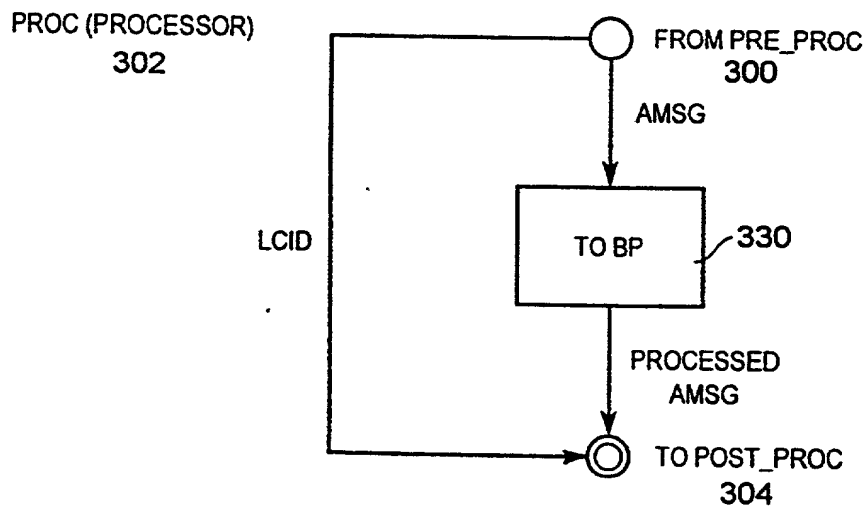 PROC (PROCESSOR)
302
FROM PRE_PROC
300
AMSG
LCID
TO BP
330
PROCESSED
AMSG
TO POST_PROC
304